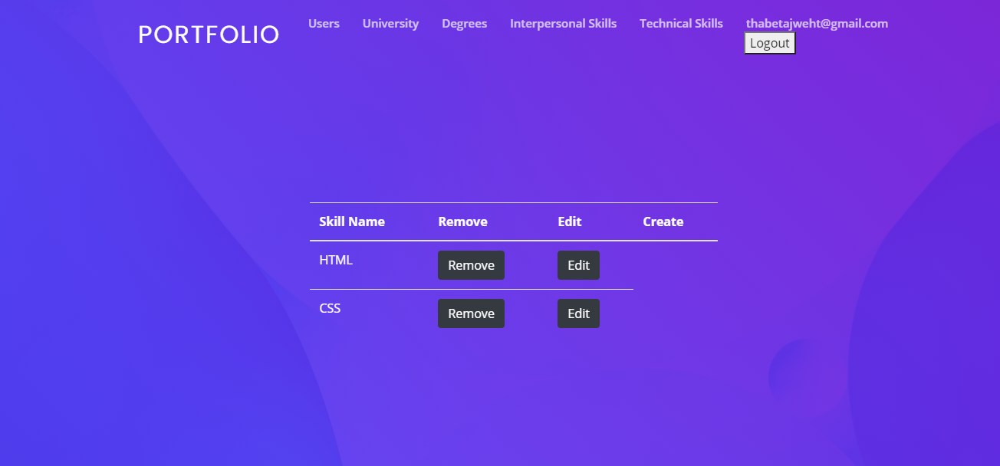 PORTFOLIO Users University Degrees Interpersonal Skills Technical Skills thabetajweht@gmail.com
Logout
Skill Name Remove Edit Create
HTML Remove Edit
CSS Remove Edit